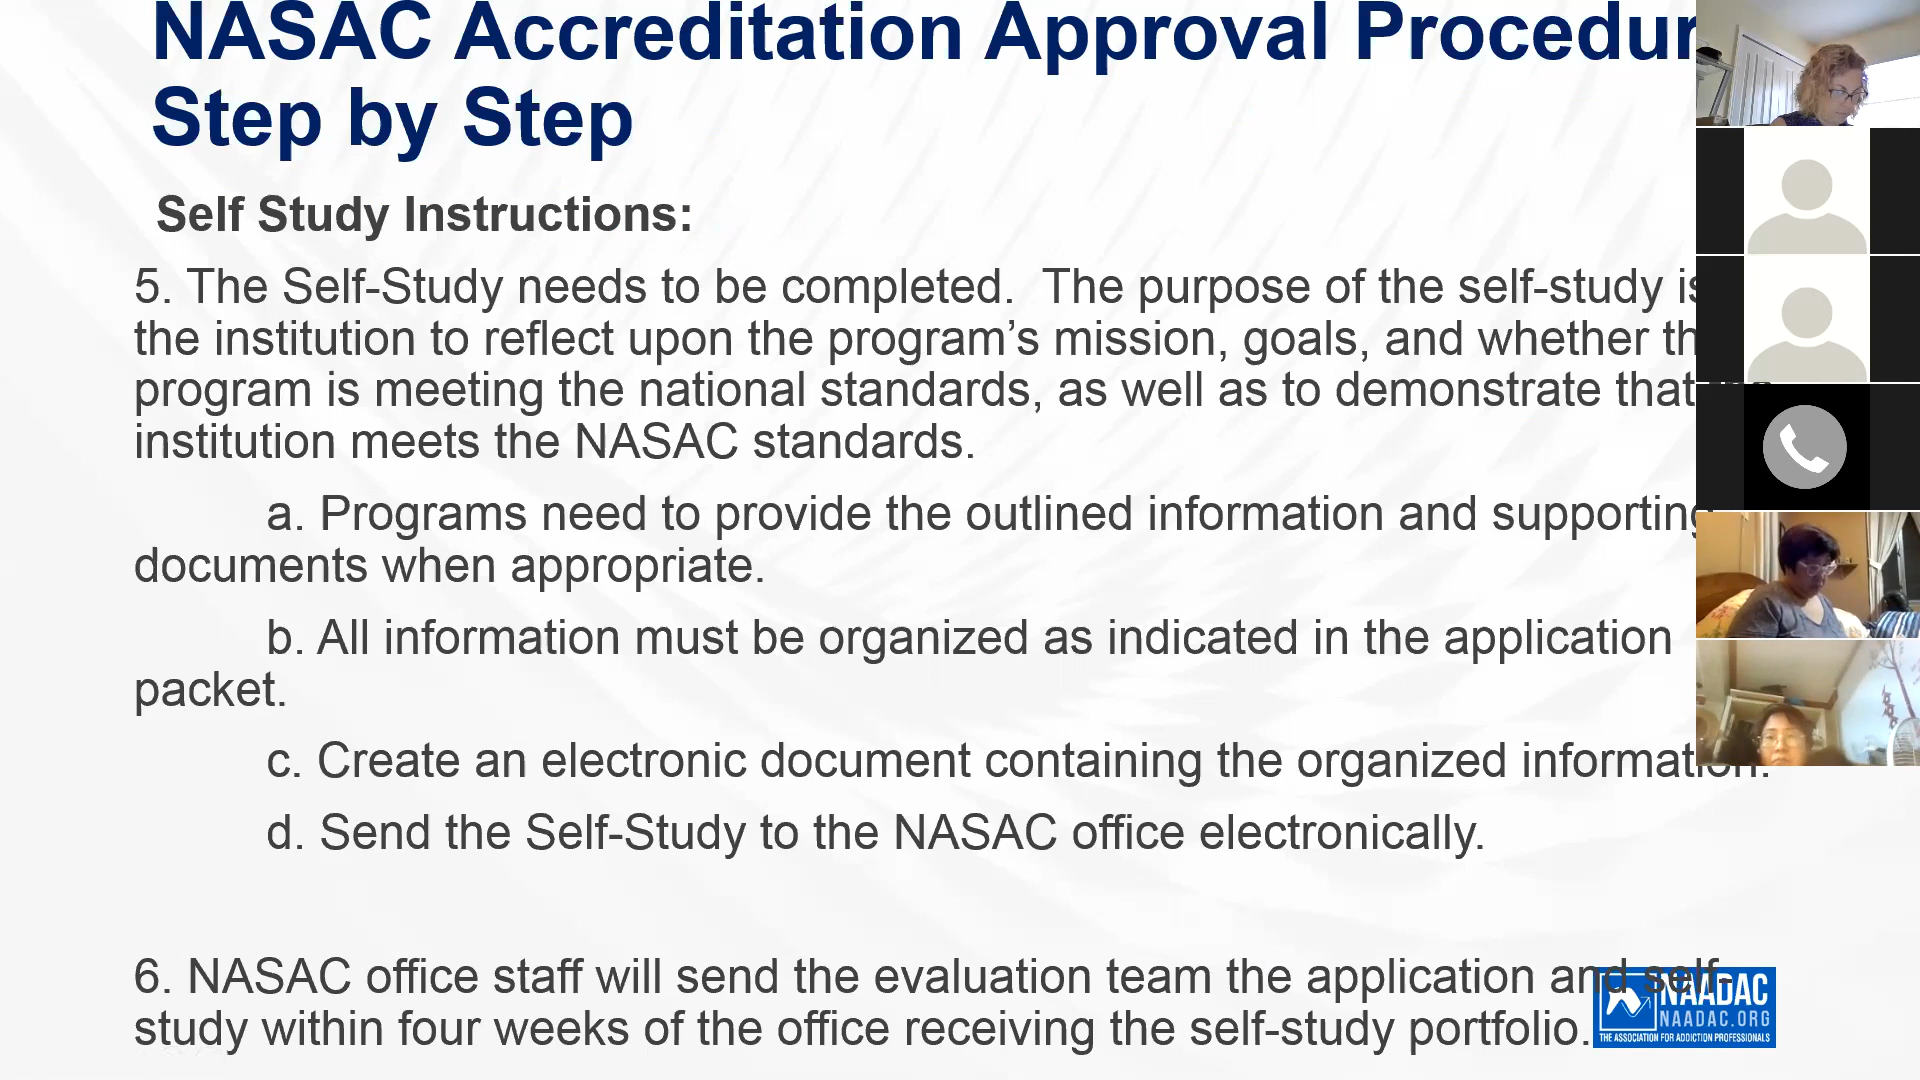 NASAC Accreditation Approval Procedur
Step by Step
Self Study Instructions:
5. The Self-Study needs to be completed.  The purpose of the self-study is
the institution to reflect upon the program’s mission, goals, and whether th
program is meeting the national standards, as well as to demonstrate that the
institution meets the NASAC standards.
a. Programs need to provide the outlined information and supporting
documents when appropriate.
b. All information must be organized as indicated in the application
packet.
c. Create an electronic document containing the organized information.
d. Send the Self-Study to the NASAC office electronically.
6. NASAC office staff will send the evaluation team the application and self-
study within four weeks of the office receiving the self-study portfolio.
NAADAC
NAADAC.ORG
THE ASSOCIATION FOR ADDICTION PROFESSIONALS